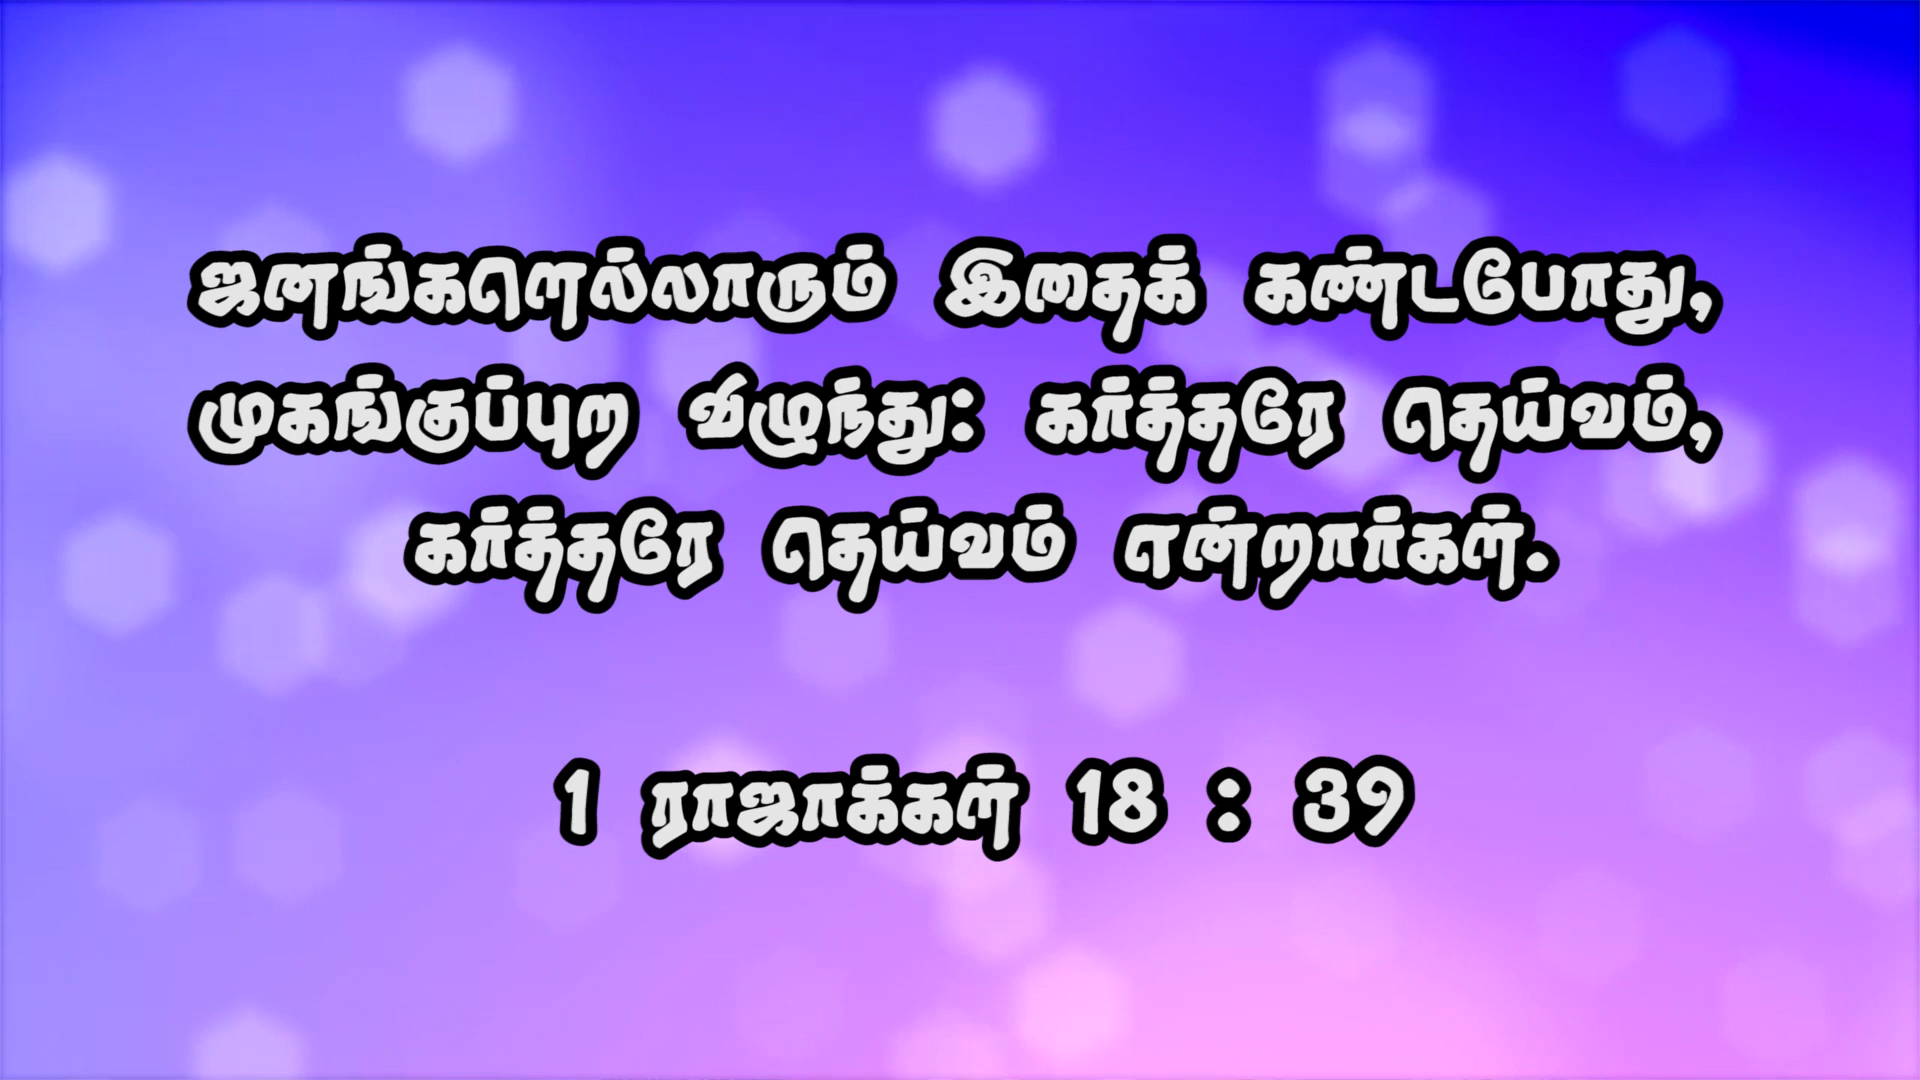 ஜனங்களெல்லாரும் இதைக் கண்டபோது,
முகங்குப்புற விழுந்து: கர்த்தரே தெய்வம்,
கர்த்தரே தெய்வம் என்றார்கள்.
1 ராஜாக்கள் 18 : 39